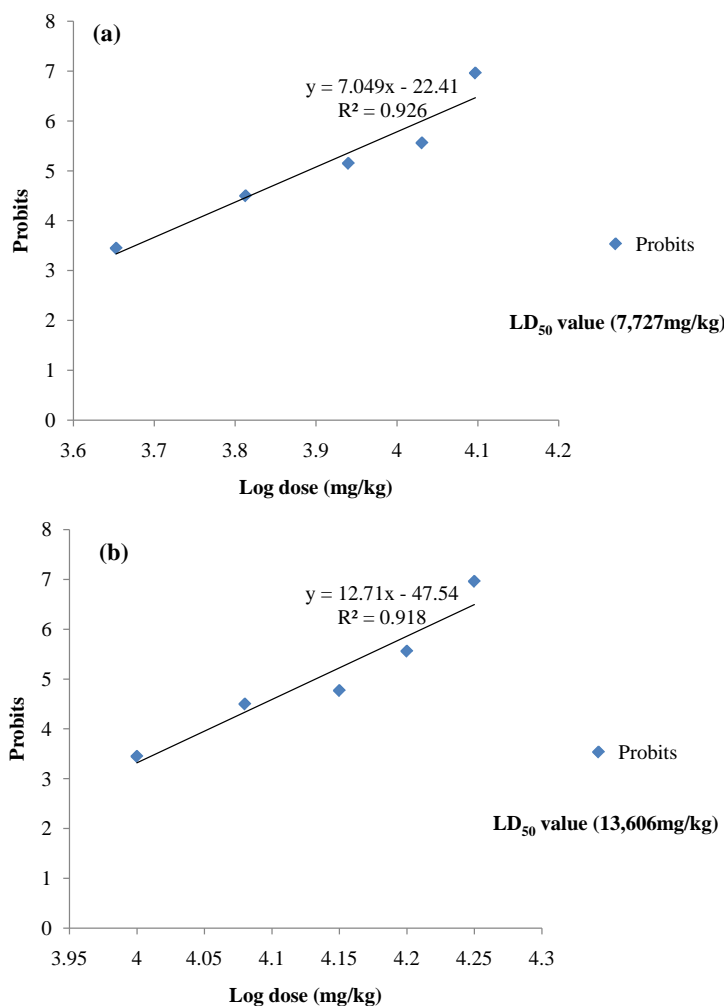 (a)
8
7
6
5
4
3
2
1
0
Probits
y = 7.049x - 22.41
R² = 0.926
Probits
LD₅₀ value (7,727mg/kg)
3.6 3.7 3.8 3.9 4 4.1 4.2
Log dose (mg/kg)
(b)
8
7
6
5
4
3
2
1
0
Probits
y = 12.71x - 47.54
R² = 0.918
Probits
LD₅₀ value (13,606mg/kg)
3.95 4 4.05 4.1 4.15 4.2 4.25 4.3
Log dose (mg/kg)